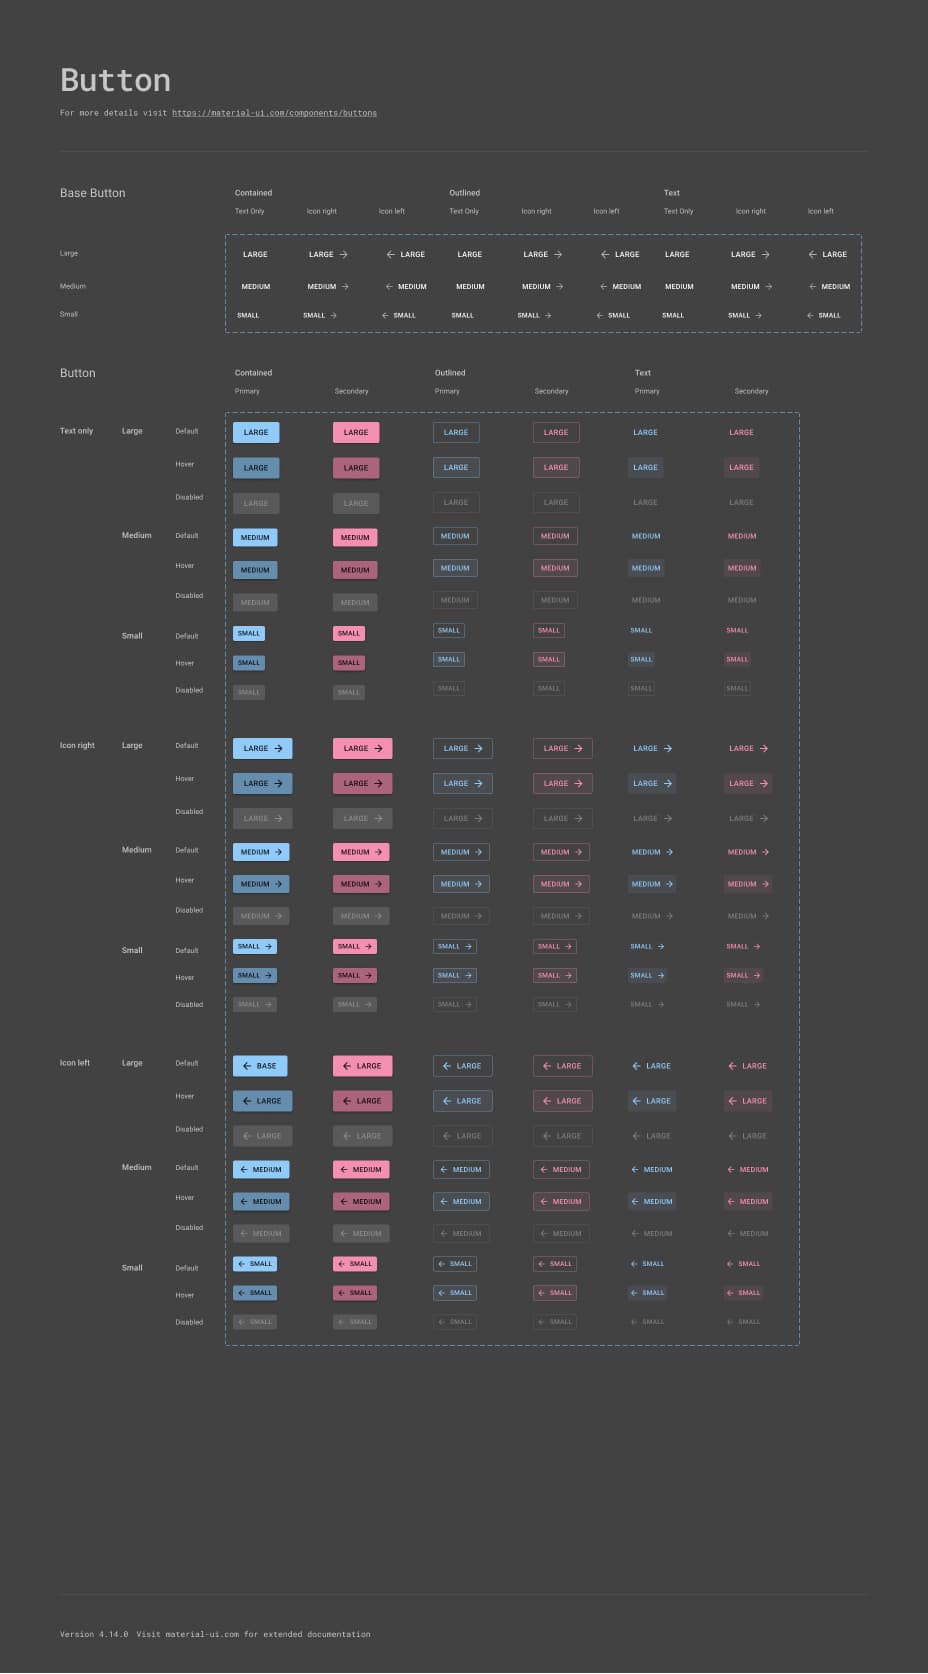 Button
For more details visit https://material-ui.com/components/buttons
Base Button Contained Outlined Text
Text Only Icon right Icon left Text Only Icon right Icon left Text Only Icon right Icon left
Large LARGE LARGE LARGE LARGE LARGE LARGE LARGE LARGE LARGE
Medium MEDIUM MEDIUM MEDIUM MEDIUM MEDIUM MEDIUM MEDIUM MEDIUM MEDIUM
Small SMALL SMALL SMALL SMALL SMALL SMALL SMALL SMALL SMALL
Button Contained Outlined Text
Primary Secondary Primary Secondary Primary Secondary
Text only Large Default LARGE LARGE LARGE LARGE LARGE LARGE
Hover LARGE LARGE LARGE LARGE LARGE LARGE
Disabled LARGE LARGE LARGE LARGE LARGE LARGE
Medium Default MEDIUM MEDIUM MEDIUM MEDIUM MEDIUM MEDIUM
Hover MEDIUM MEDIUM MEDIUM MEDIUM MEDIUM MEDIUM
Disabled MEDIUM MEDIUM MEDIUM MEDIUM MEDIUM MEDIUM
Small Default SMALL SMALL SMALL SMALL SMALL SMALL
Hover SMALL SMALL SMALL SMALL SMALL SMALL
Disabled SMALL SMALL SMALL SMALL SMALL SMALL
Icon right Large Default LARGE LARGE LARGE LARGE LARGE LARGE
Hover LARGE LARGE LARGE LARGE LARGE LARGE
Disabled LARGE LARGE LARGE LARGE LARGE LARGE
Medium Default MEDIUM MEDIUM MEDIUM MEDIUM MEDIUM MEDIUM
Hover MEDIUM MEDIUM MEDIUM MEDIUM MEDIUM MEDIUM
Disabled MEDIUM MEDIUM MEDIUM MEDIUM MEDIUM MEDIUM
Small Default SMALL SMALL SMALL SMALL SMALL SMALL
Hover SMALL SMALL SMALL SMALL SMALL SMALL
Disabled SMALL SMALL SMALL SMALL SMALL SMALL
Icon left Large Default BASE LARGE LARGE LARGE LARGE LARGE
Hover LARGE LARGE LARGE LARGE LARGE LARGE
Disabled LARGE LARGE LARGE LARGE LARGE LARGE
Medium Default MEDIUM MEDIUM MEDIUM MEDIUM MEDIUM MEDIUM
Hover MEDIUM MEDIUM MEDIUM MEDIUM MEDIUM MEDIUM
Disabled MEDIUM MEDIUM MEDIUM MEDIUM MEDIUM MEDIUM
Small Default SMALL SMALL SMALL SMALL SMALL SMALL
Hover SMALL SMALL SMALL SMALL SMALL SMALL
Disabled SMALL SMALL SMALL SMALL SMALL SMALL
Version 4.14.0 Visit material-ui.com for extended documentation